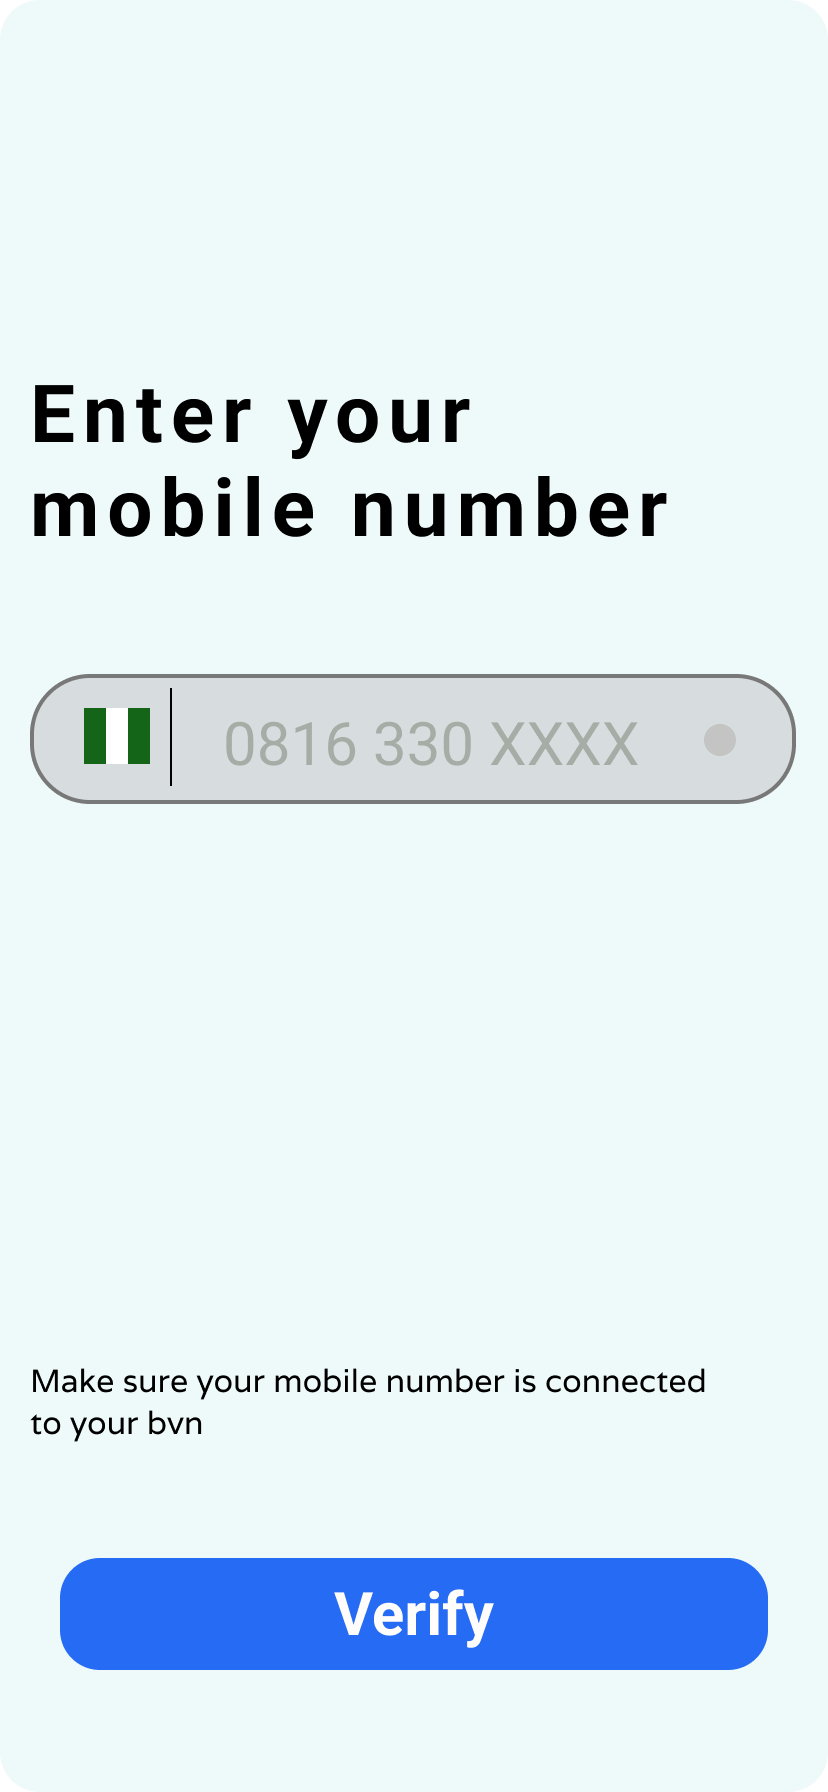 Enter your
mobile number
0816 330 XXXX
Make sure your mobile number is connected
to your bvn
Verify